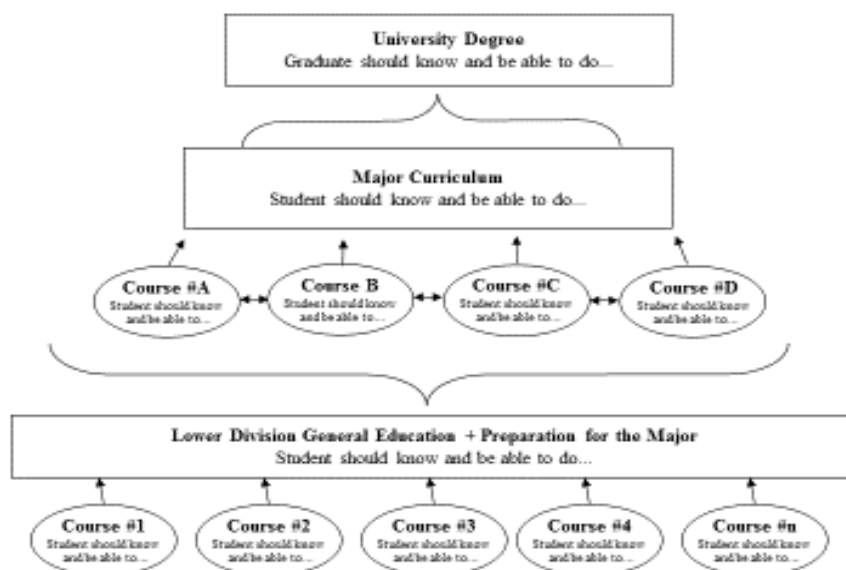 University Degree
Graduate should know and be able to do...
Major Curriculum
Student should know and be able to do...
Course #A
Student should know
and be able to...
Course B
Student should know
and be able to...
Course #C
Student should know
and be able to...
Course #D
Student should know
and be able to...
Lower Division General Education + Preparation for the Major
Student should know and be able to do...
Course #1
Student should know
and be able to...
Course #2
Student should know
and be able to...
Course #3
Student should know
and be able to...
Course #4
Student should know
and be able to...
Course #n
Student should know
and be able to...